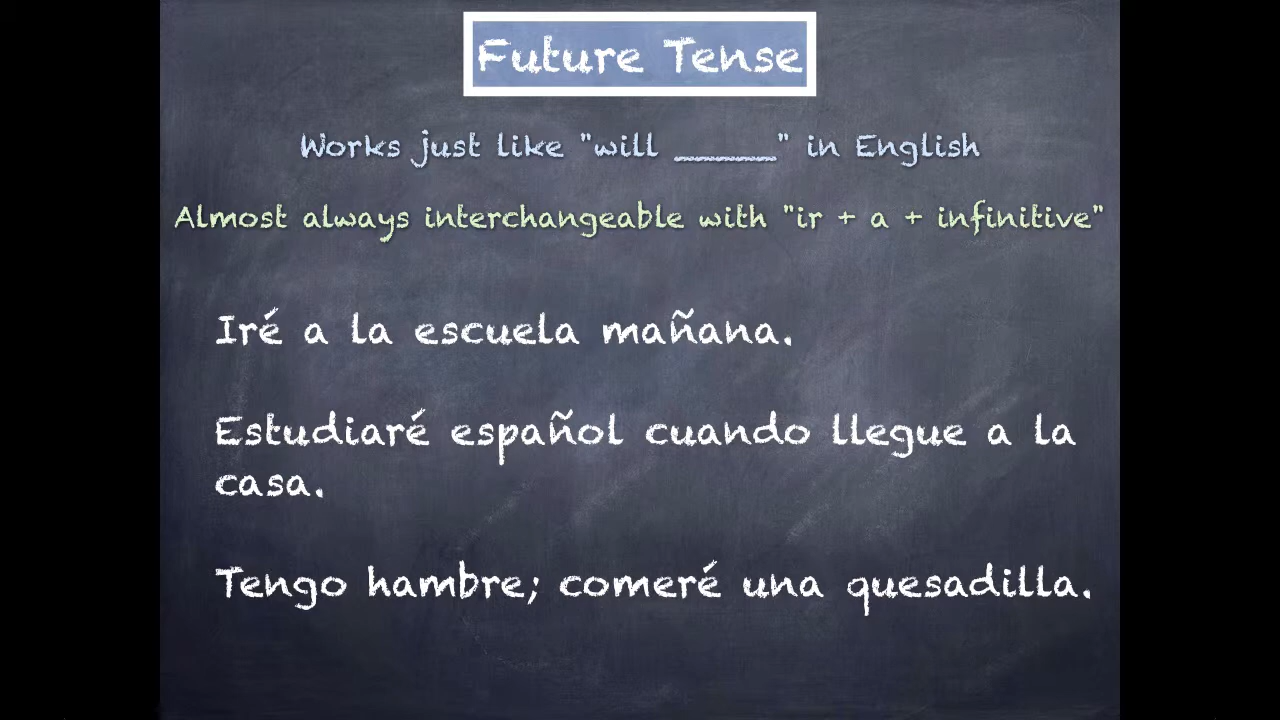 Future Tense
Works just like "will _____" in English
Almost always interchangeable with "ir + a + infinitive"
Iré a la escuela mañana.
Estudiaré español cuando llegue a la
casa.
Tengo hambre; comeré una quesadilla.